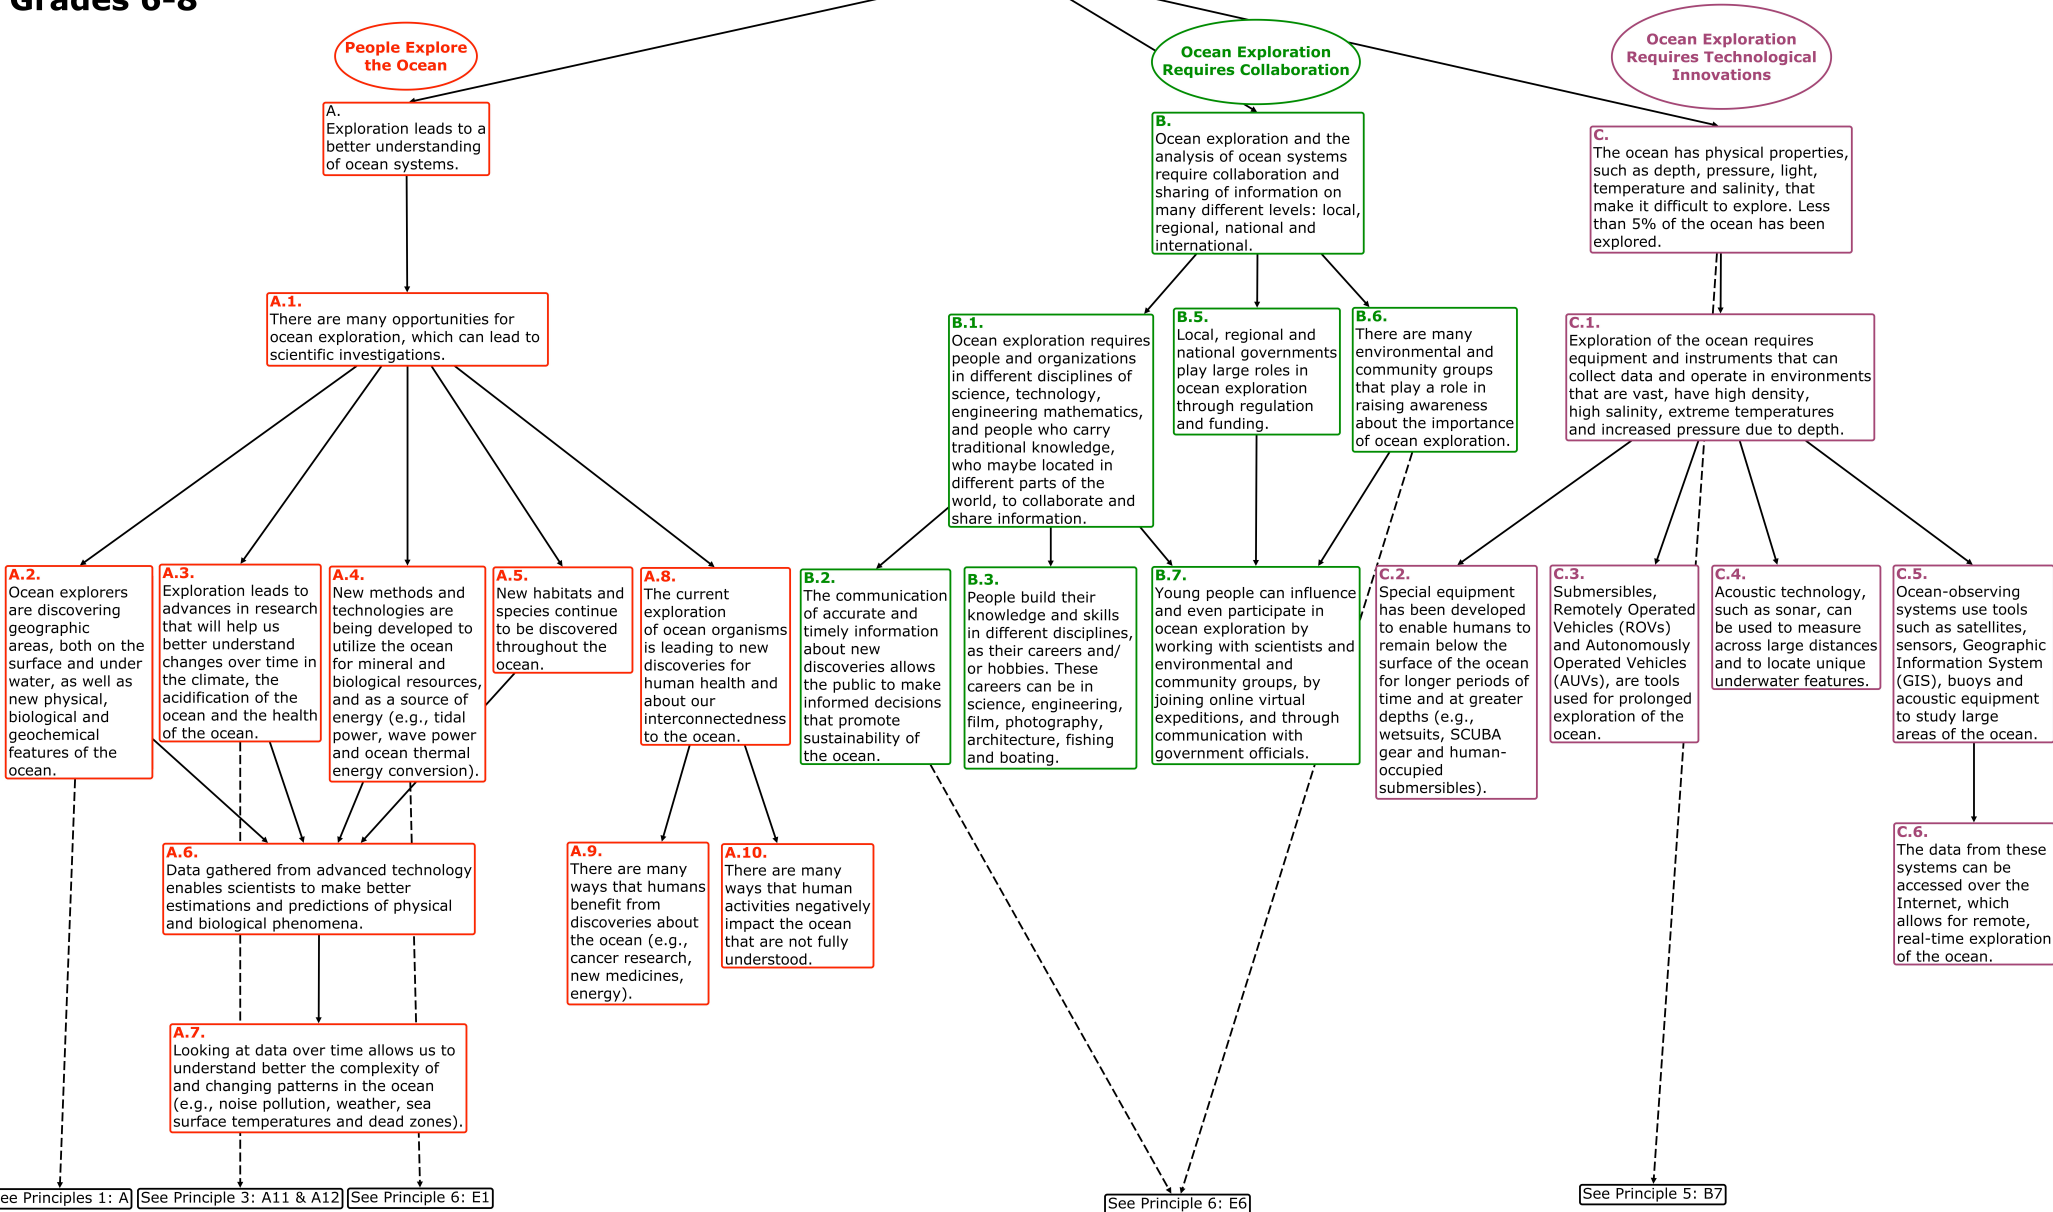 Grades 6-8
People Explore
the Ocean
Ocean Exploration
Requires Collaboration
Ocean Exploration
Requires Technological
Innovations
A.
Exploration leads to a
better understanding
of ocean systems.
B.
Ocean exploration and the
analysis of ocean systems
require collaboration and
sharing of information on
many different levels: local,
regional, national and
international.
C.
The ocean has physical properties,
such as depth, pressure, light,
temperature and salinity, that
make it difficult to explore. Less
than 5% of the ocean has been
explored.
A.1.
There are many opportunities for
ocean exploration, which can lead to
scientific investigations.
B.1.
Ocean exploration requires
people and organizations
in different disciplines of
science, technology,
engineering mathematics,
and people who carry
traditional knowledge,
who maybe located in
different parts of the
world, to collaborate and
share information.
B.5.
Local, regional and
national governments
play large roles in
ocean exploration
through regulation
and funding.
B.6.
There are many
environmental and
community groups
that play a role in
raising awareness
about the importance
of ocean exploration.
C.1.
Exploration of the ocean requires
equipment and instruments that can
collect data and operate in environments
that are vast, have high density,
high salinity, extreme temperatures
and increased pressure due to depth.
A.2.
Ocean explorers
are discovering
geographic
areas, both on the
surface and under
water, as well as
new physical,
biological and
geochemical
features of the
ocean.
A.3.
Exploration leads to
advances in research
that will help us
better understand
changes over time in
the climate, the
acidification of the
ocean and the health
of the ocean.
A.4.
New methods and
technologies are
being developed to
utilize the ocean
for mineral and
biological resources,
and as a source of
energy (e.g., tidal
power, wave power
and ocean thermal
energy conversion).
A.5.
New habitats and
species continue
to be discovered
throughout the
ocean.
A.8.
The current
exploration
of ocean organisms
is leading to new
discoveries for
human health and
about our
interconnectedness
to the ocean.
B.2.
The communication
of accurate and
timely information
about new
discoveries allows
the public to make
informed decisions
that promote
sustainability of
the ocean.
B.3.
People build their
knowledge and skills
in different disciplines,
as their careers and/
or hobbies. These
careers can be in
science, engineering,
film, photography,
architecture, fishing
and boating.
B.7.
Young people can influence
and even participate in
ocean exploration by
working with scientists and
environmental and
community groups, by
joining online virtual
expeditions, and through
communication with
government officials.
C.2.
Special equipment
has been developed
to enable humans to
remain below the
surface of the ocean
for longer periods of
time and at greater
depths (e.g.,
wetsuits, SCUBA
gear and human-
occupied
submersibles).
C.3.
Submersibles,
Remotely Operated
Vehicles (ROVs)
and Autonomously
Operated Vehicles
(AUVs), are tools
used for prolonged
exploration of the
ocean.
C.4.
Acoustic technology,
such as sonar, can
be used to measure
across large distances
and to locate unique
underwater features.
C.5.
Ocean-observing
systems use tools
such as satellites,
sensors, Geographic
Information System
(GIS), buoys and
acoustic equipment
to study large
areas of the ocean.
A.6.
Data gathered from advanced technology
enables scientists to make better
estimations and predictions of physical
and biological phenomena.
A.9.
There are many
ways that humans
benefit from
discoveries about
the ocean (e.g.,
cancer research,
new medicines,
energy).
A.10.
There are many
ways that human
activities negatively
impact the ocean
that are not fully
understood.
C.6.
The data from these
systems can be
accessed over the
Internet, which
allows for remote,
real-time exploration
of the ocean.
A.7.
Looking at data over time allows us to
understand better the complexity of
and changing patterns in the ocean
(e.g., noise pollution, weather, sea
surface temperatures and dead zones).
ee Principles 1: A
See Principle 3: A11 & A12
See Principle 6: E1
See Principle 6: E6
See Principle 5: B7